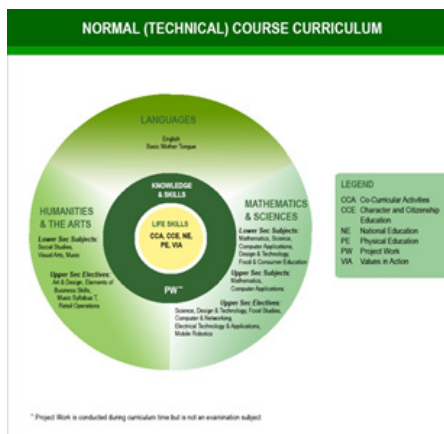 NORMAL (TECHNICAL) COURSE CURRICULUM
LANGUAGES
English
Basic Mother Tongue
KNOWLEDGE
& SKILLS
LIFE SKILLS
CCA, CCE, NE,
PE, VIA
PW**
HUMANITIES
& THE ARTS
Lower Sec Subjects:
Social Studies,
Visual Arts, Music
Upper Sec Electives:
Art & Design, Elements of
Business Skills,
Music Syllabus T,
Retail Operations
MATHEMATICS
& SCIENCES
Lower Sec Subjects:
Mathematics, Science,
Computer Applications,
Design & Technology,
Food & Consumer Education
Upper Sec Subjects:
Mathematics,
Computer Applications
Upper Sec Electives:
Science, Design & Technology, Food Studies,
Computer & Networking,
Electrical Technology & Applications,
Mobile Robotics
LEGEND
CCA Co-Curricular Activities
CCE Character and Citizenship
Education
NE National Education
PE Physical Education
PW Project Work
VIA Values in Action
** Project Work is conducted during curriculum time but is not an examination subject